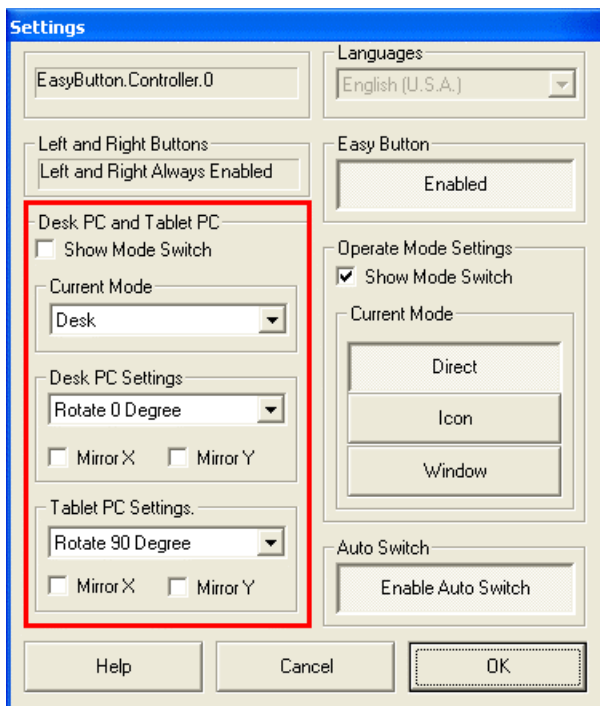 Settings
EasyButton.Controller.0
Languages
English (U.S.A.)
Left and Right Buttons
Left and Right Always Enabled
Easy Button
Enabled
Desk PC and Tablet PC
Show Mode Switch
Current Mode
Desk
Desk PC Settings
Rotate 0 Degree
Mirror X Mirror Y
Tablet PC Settings.
Rotate 90 Degree
Mirror X Mirror Y
Operate Mode Settings
Show Mode Switch
Current Mode
Direct
Icon
Window
Auto Switch
Enable Auto Switch
Help Cancel OK